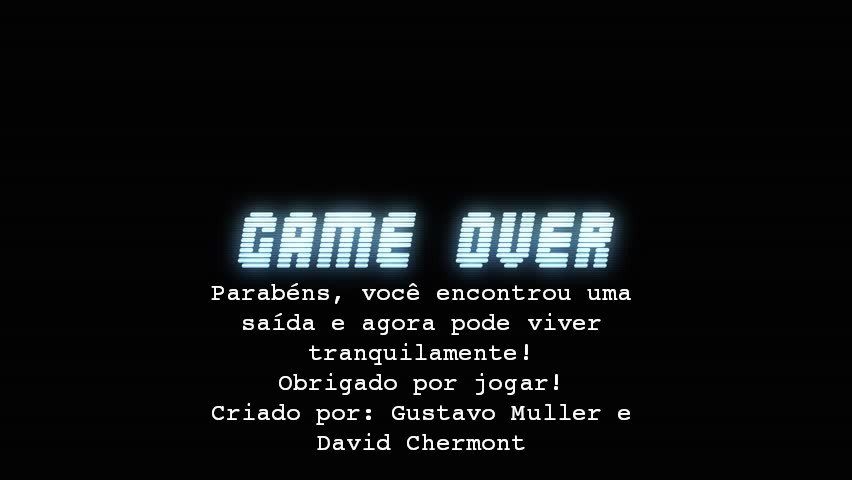 GAME OVER
Parabéns, você encontrou uma
saída e agora pode viver
tranquilamente!
Obrigado por jogar!
Criado por: Gustavo Muller e
David Chermont